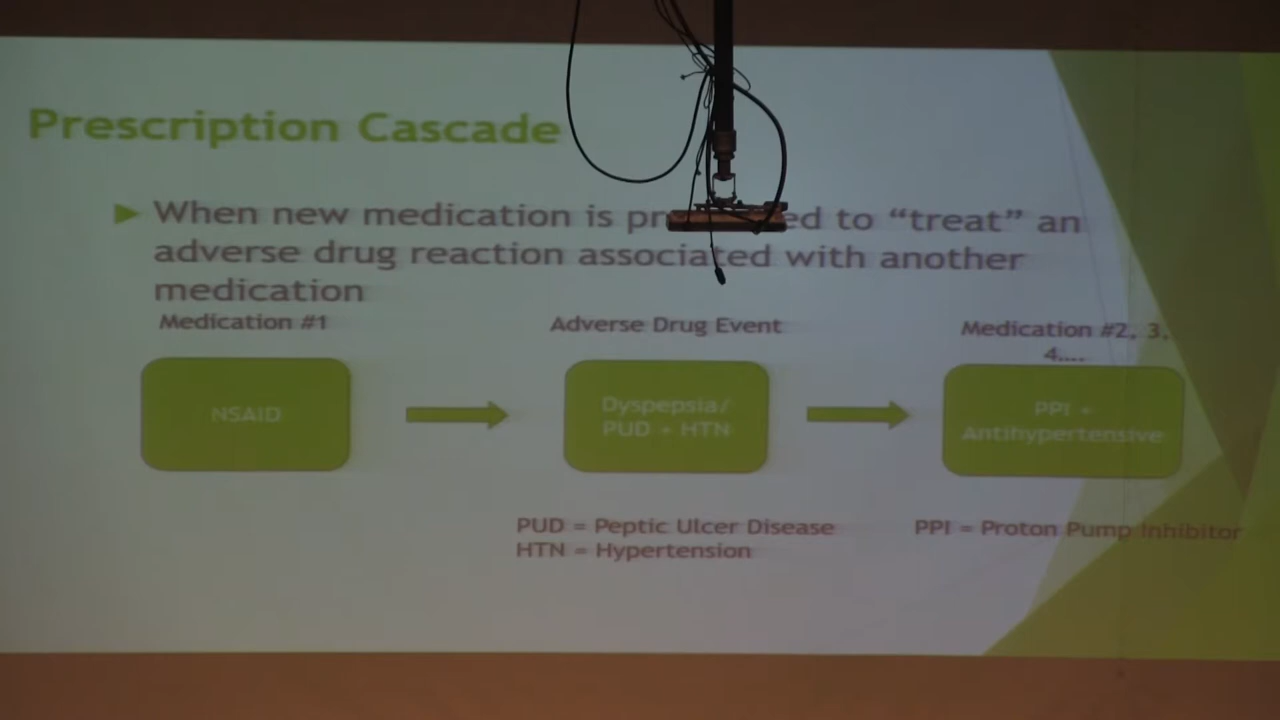 Prescription Cascade
When new medication is pr ed to “treat” an
adverse drug reaction associated with another
medication
Medication #1
Adverse Drug Event
Medication #2, 3,
4....
NSAID
Dyspepsia/
PUD + HTN
PPI +
Antihypertensive
PUD = Peptic Ulcer Disease
HTN = Hypertension
PPI = Proton Pump Inhibitor